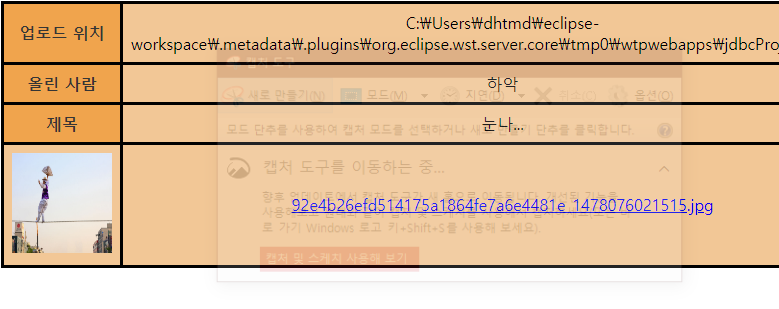 업로드 위치
C:\Users\dhtmd\eclipse-
workspace\.metadata\.plugins\org.eclipse.wst.server.core\tmp0\wtpwebapps\jdbcProj
올린 사람
하악
제목
눈나...
92e4b26efd514175a1864fe7a6e4481e_1478076021515.jpg
캡처 도구
새로 만들기(N)
모드(M)
지연(D)
취소(C)
옵션(O)
모드 단추를 사용하여 캡처 모드를 선택하거나 새로 만들기 단추를 클릭합니다.
캡처 도구를 이동하는 중...
향후 업데이트에서 캡처 도구가 새 홈으로 이동됩니다. 개선된 기능을
로 가기 Windows 로고 키+Shift+S를 사용해 보세요).
캡처 및 스케치 사용해 보기